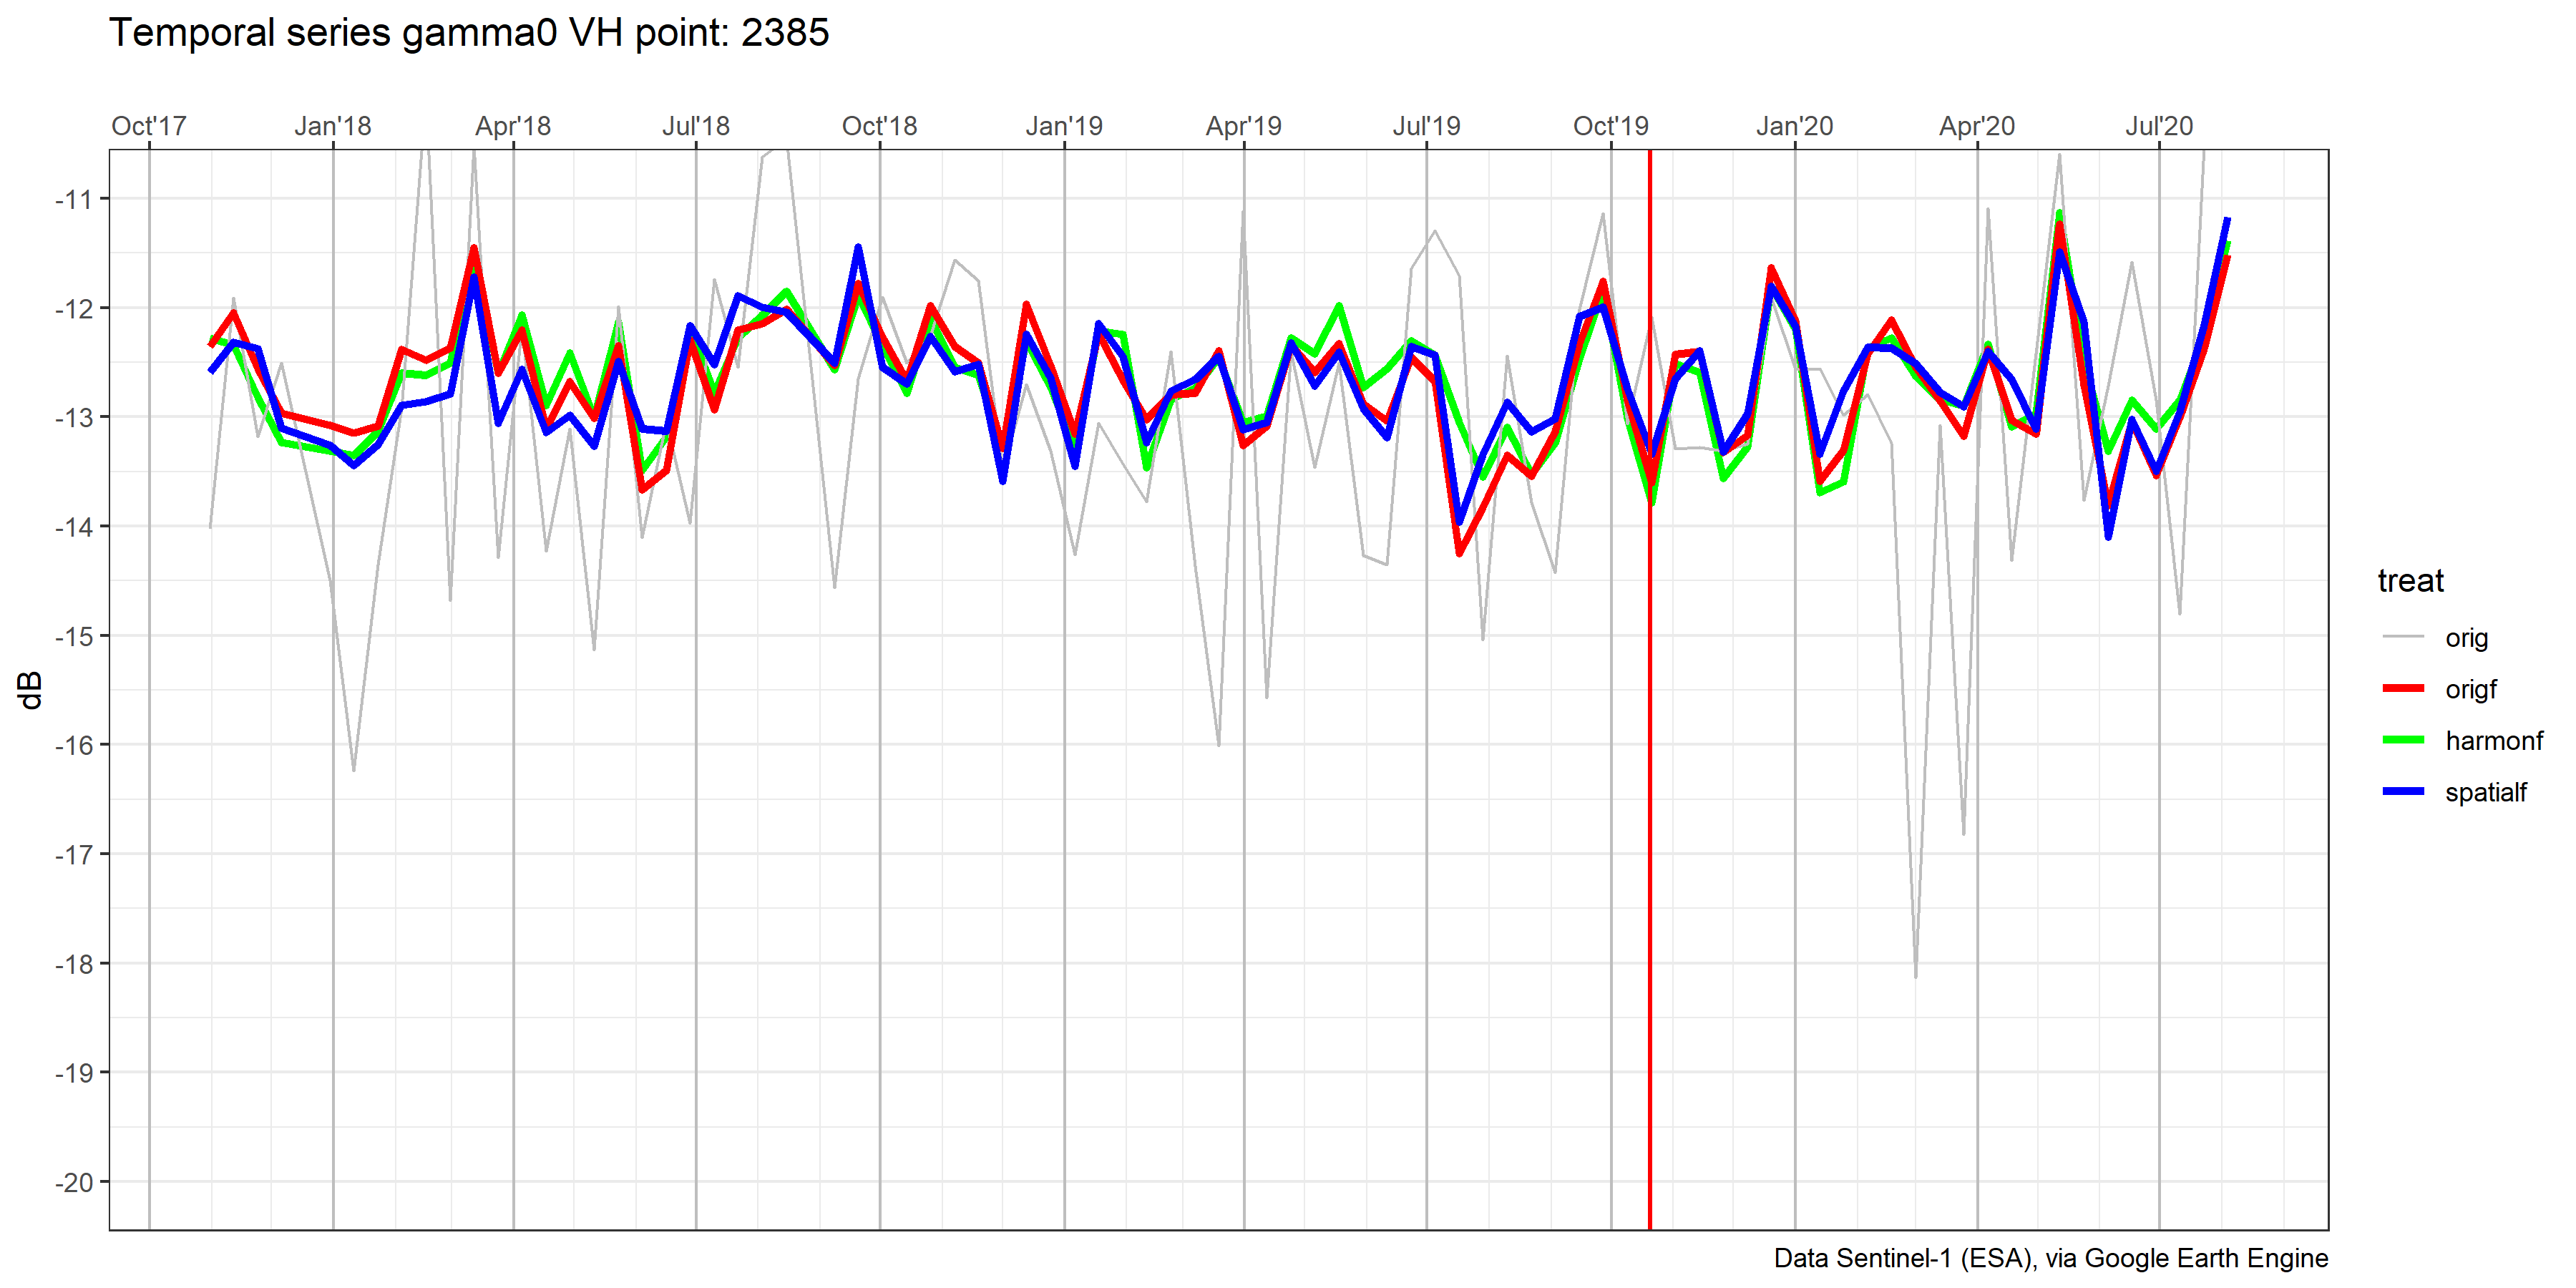 Temporal series gamma0 VH point: 2385
Oct'17 Jan'18 Apr'18 Jul'18 Oct'18 Jan'19 Apr'19 Jul'19 Oct'19 Jan'20 Apr'20 Jul'20
-11
-12
-13
-14
-15
-16
-17
-18
-19
-20
dB
treat
orig
origf
harmonf
spatialf
Data Sentinel-1 (ESA), via Google Earth Engine